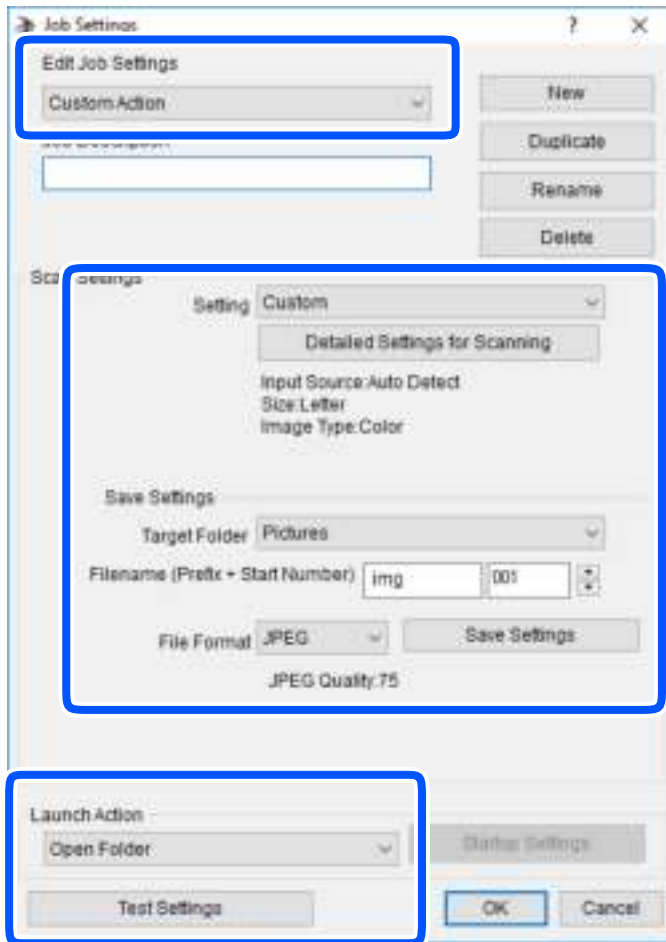 Job Settings
Edit Job Settings
Custom Action
New
Duplicate
Rename
Delete
Settings
Setting Custom
Detailed Settings for Scanning
Input Source:Auto Detect
Size:Letter
Image Type:Color
Save Settings
Target Folder Pictures
Filename (Prefix + Start Number) img 001
File Format JPEG Save Settings
JPEG Quality:75
Launch Action
Open Folder
Startup Settings
Test Settings
OK Cancel